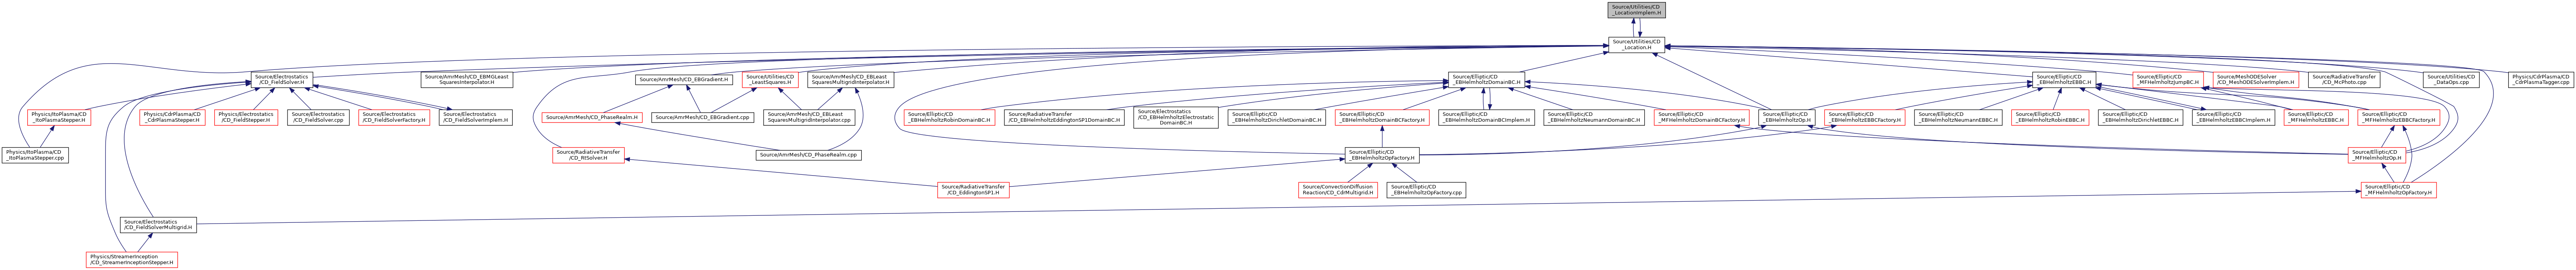 Source/Utilities/CD
_LocationImplem.H
Source/Utilities/CD
_Location.H
Source/Electrostatics
/CD_FieldSolver.H
Source/AmrMesh/CD_EBMGLeast
SquaresInterpolator.H
Source/AmrMesh/CD_EBGradient.H
Source/Utilities/CD
_LeastSquares.H
Source/AmrMesh/CD_EBLeast
SquaresMultigridInterpolator.H
Source/Elliptic/CD
_EBHelmholtzDomainBC.H
Source/Elliptic/CD
_EBHelmholtzEBBC.H
Source/Elliptic/CD
_MFHelmholtzJumpBC.H
Source/MeshODESolver
/CD_MeshODESolverImplem.H
Source/RadiativeTransfer
/CD_McPhoto.cpp
Source/Utilities/CD
_DataOps.cpp
Physics/CdrPlasma/CD
_CdrPlasmaTagger.cpp
Physics/ItoPlasma/CD
_ItoPlasmaStepper.H
Physics/CdrPlasma/CD
_CdrPlasmaStepper.H
Physics/Electrostatics
/CD_FieldStepper.H
Source/Electrostatics
/CD_FieldSolver.cpp
Source/Electrostatics
/CD_FieldSolverFactory.H
Source/Electrostatics
/CD_FieldSolverImplem.H
Source/AmrMesh/CD_PhaseRealm.H
Source/AmrMesh/CD_EBGradient.cpp
Source/AmrMesh/CD_EBLeast
SquaresMultigridInterpolator.cpp
Source/Elliptic/CD
_EBHelmholtzRobinDomainBC.H
Source/RadiativeTransfer
/CD_EBHelmholtzEddingtonSP1DomainBC.H
Source/Electrostatics
/CD_EBHelmholtzElectrostatic
DomainBC.H
Source/Elliptic/CD
_EBHelmholtzDirichletDomainBC.H
Source/Elliptic/CD
_EBHelmholtzDomainBCFactory.H
Source/Elliptic/CD
_EBHelmholtzDomainBCImplem.H
Source/Elliptic/CD
_EBHelmholtzNeumannDomainBC.H
Source/Elliptic/CD
_MFHelmholtzDomainBCFactory.H
Source/Elliptic/CD
_EBHelmholtzOp.H
Source/Elliptic/CD
_EBHelmholtzEBBCFactory.H
Source/Elliptic/CD
_EBHelmholtzNeumannEBBC.H
Source/Elliptic/CD
_EBHelmholtzRobinEBBC.H
Source/Elliptic/CD
_EBHelmholtzDirichletEBBC.H
Source/Elliptic/CD
_EBHelmholtzEBBCImplem.H
Source/Elliptic/CD
_MFHelmholtzEBBC.H
Source/Elliptic/CD
_MFHelmholtzEBBCFactory.H
Physics/ItoPlasma/CD
_ItoPlasmaStepper.cpp
Source/RadiativeTransfer
/CD_RtSolver.H
Source/AmrMesh/CD_PhaseRealm.cpp
Source/Elliptic/CD
_EBHelmholtzOpFactory.H
Source/Elliptic/CD
_MFHelmholtzOp.H
Source/RadiativeTransfer
/CD_EddingtonSP1.H
Source/ConvectionDiffusion
Reaction/CD_CdrMultigrid.H
Source/Elliptic/CD
_EBHelmholtzOpFactory.cpp
Source/Elliptic/CD
_MFHelmholtzOpFactory.H
Source/Electrostatics
/CD_FieldSolverMultigrid.H
Physics/StreamerInception
/CD_StreamerInceptionStepper.H